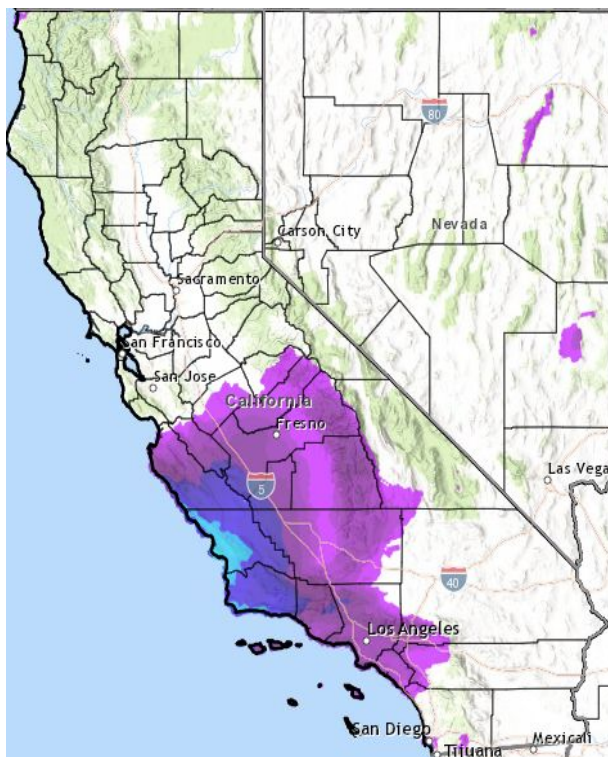 80
Nevada
Carson City
Sacramento
San Francisco
San Jose
California
Fresno
5
Las Vega
40
Los Angeles
San Diego
Mexicali
Tijuana